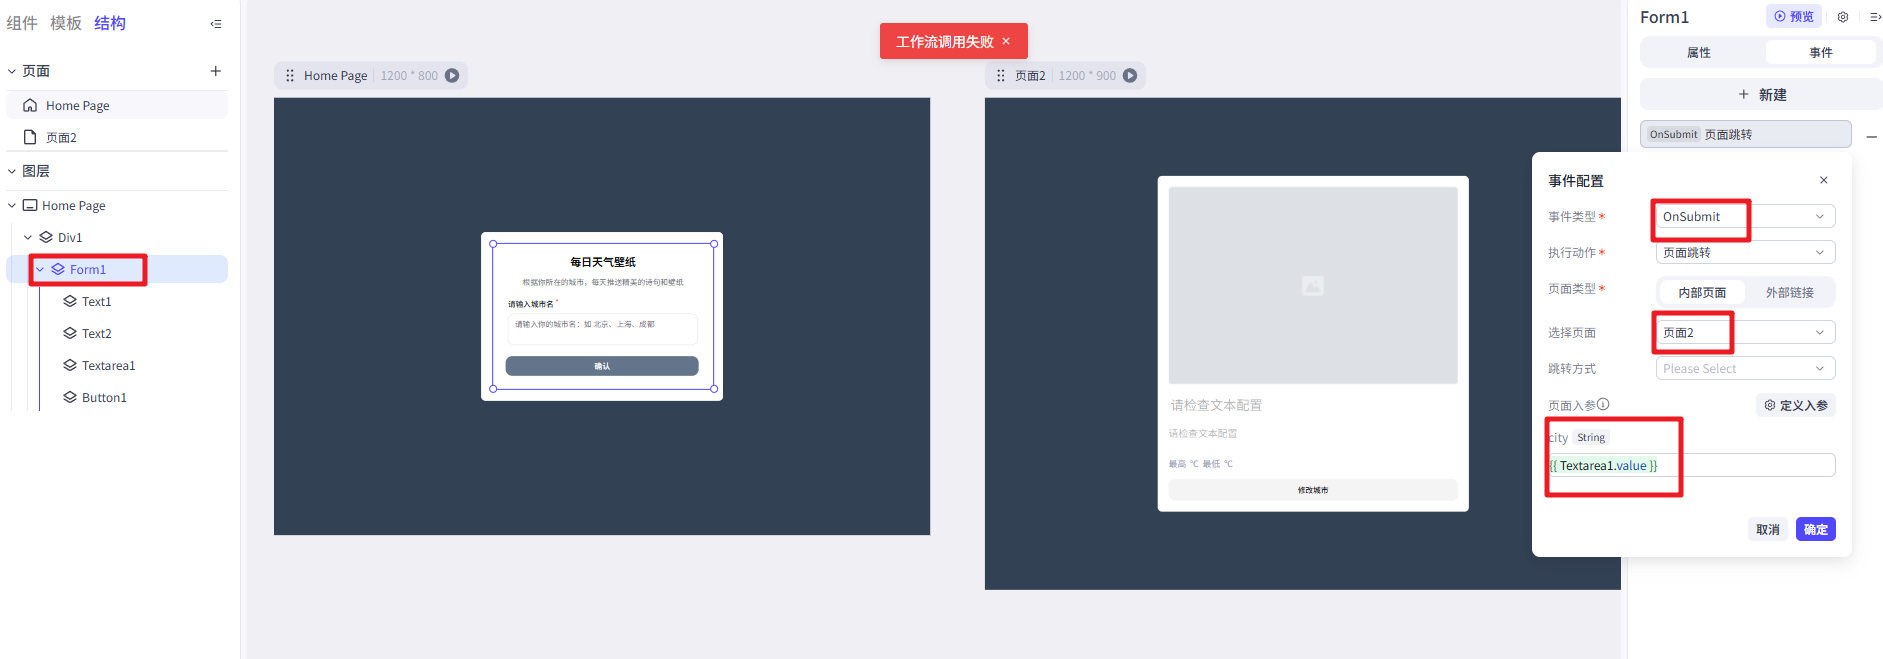 组件 模板 结构
页面
Home Page
页面2
图层
Home Page
Div1
Form1
Text1
Text2
Textarea1
Button1
工作流调用失败 ×
Home Page 1200 * 800
每日天气壁纸
根据你所在的城市，每天推送精美的诗句和壁纸
请输入城市名 *
请输入你的城市名：如 北京、上海、成都
确认
页面2 1200 * 900
请检查文本配置
请检查文本配置
最高 ℃ 最低 ℃
修改城市
Form1 预览
属性 事件
+ 新建
OnSubmit 页面跳转
事件配置
事件类型 * OnSubmit
执行动作 * 页面跳转
页面类型 * 内部页面 外部链接
选择页面 页面2
跳转方式 Please Select
页面入参 定义入参
city String
{{ Textarea1.value }}
取消 确定